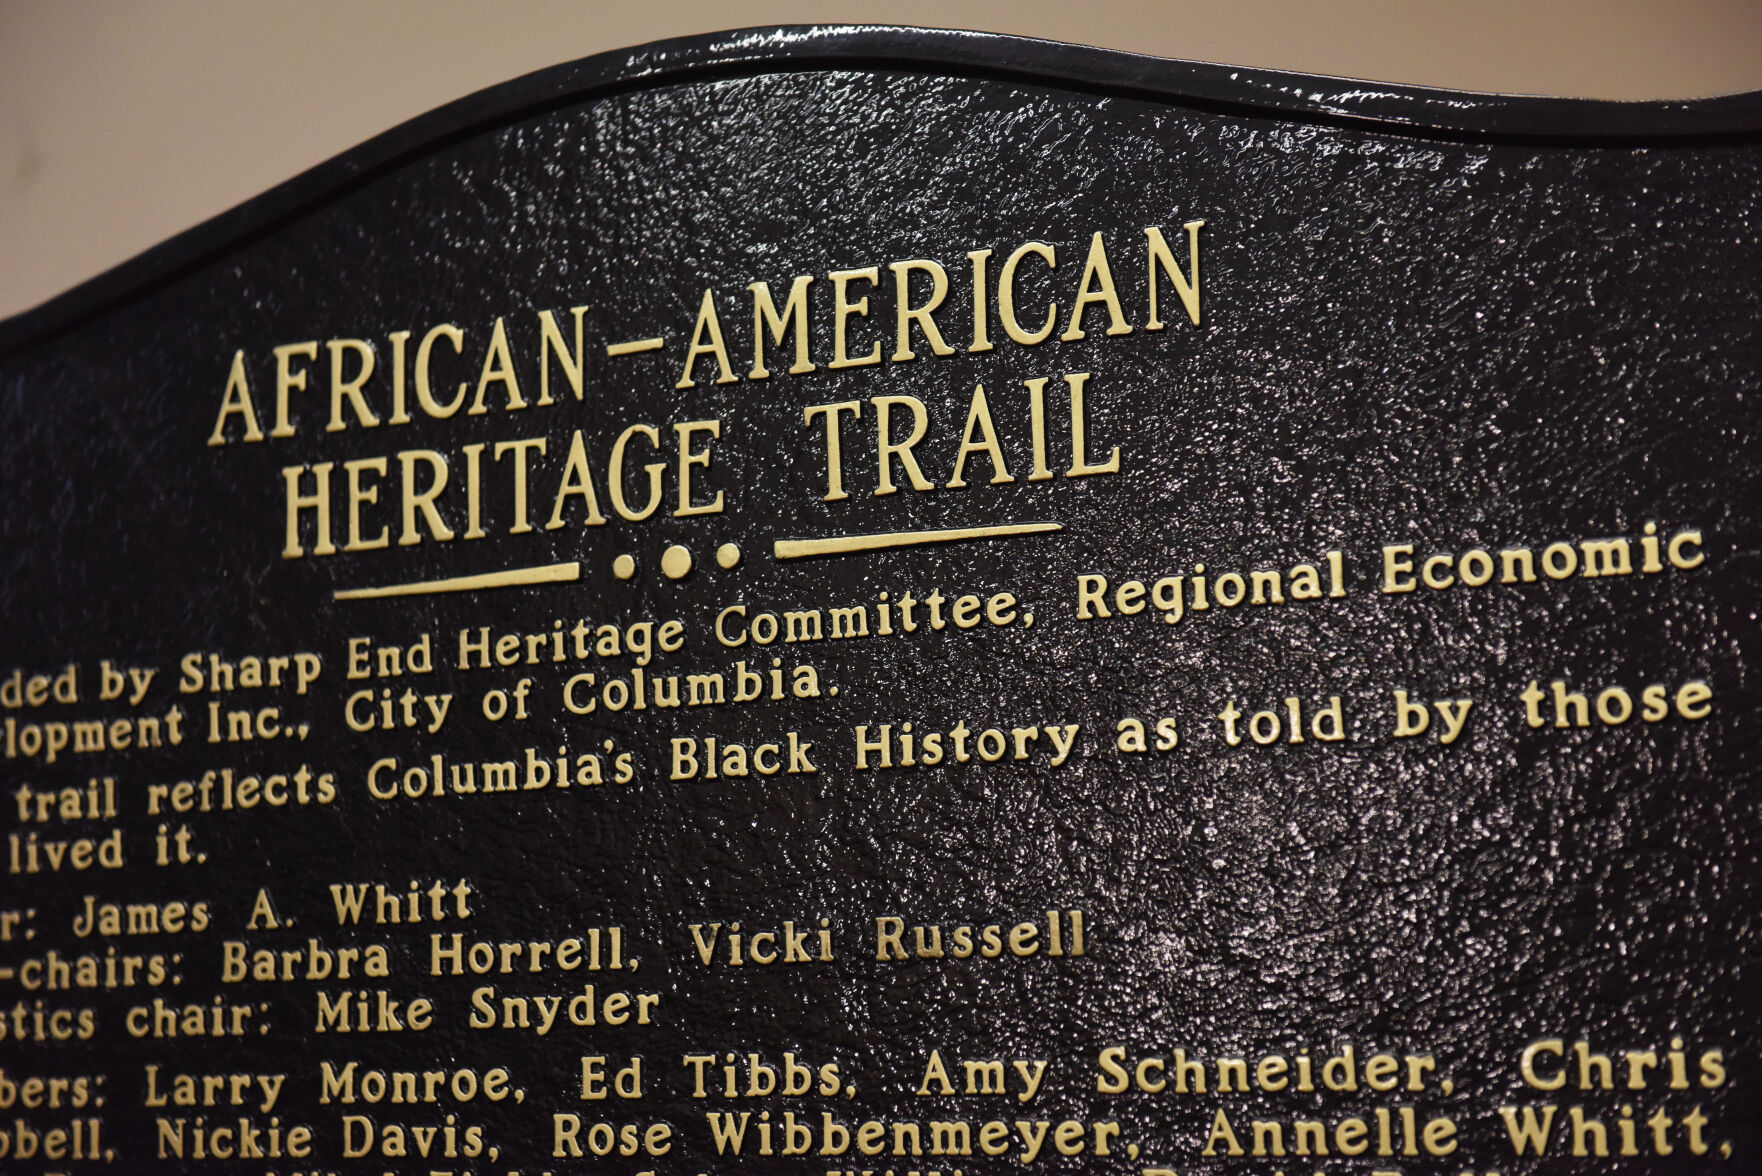 AFRICAN-AMERICAN
HERITAGE TRAIL
ded by Sharp End Heritage Committee, Regional Economic
lopment Inc., City of Columbia.
trail reflects Columbia's Black History as told by those
lived it.
r: James A. Whitt
-chairs: Barbra Horrell, Vicki Russell
stics chair: Mike Snyder
bers: Larry Monroe, Ed Tibbs, Amy Schneider, Chris
bell, Nickie Davis, Rose Wibbenmeyer, Annelle Whitt,